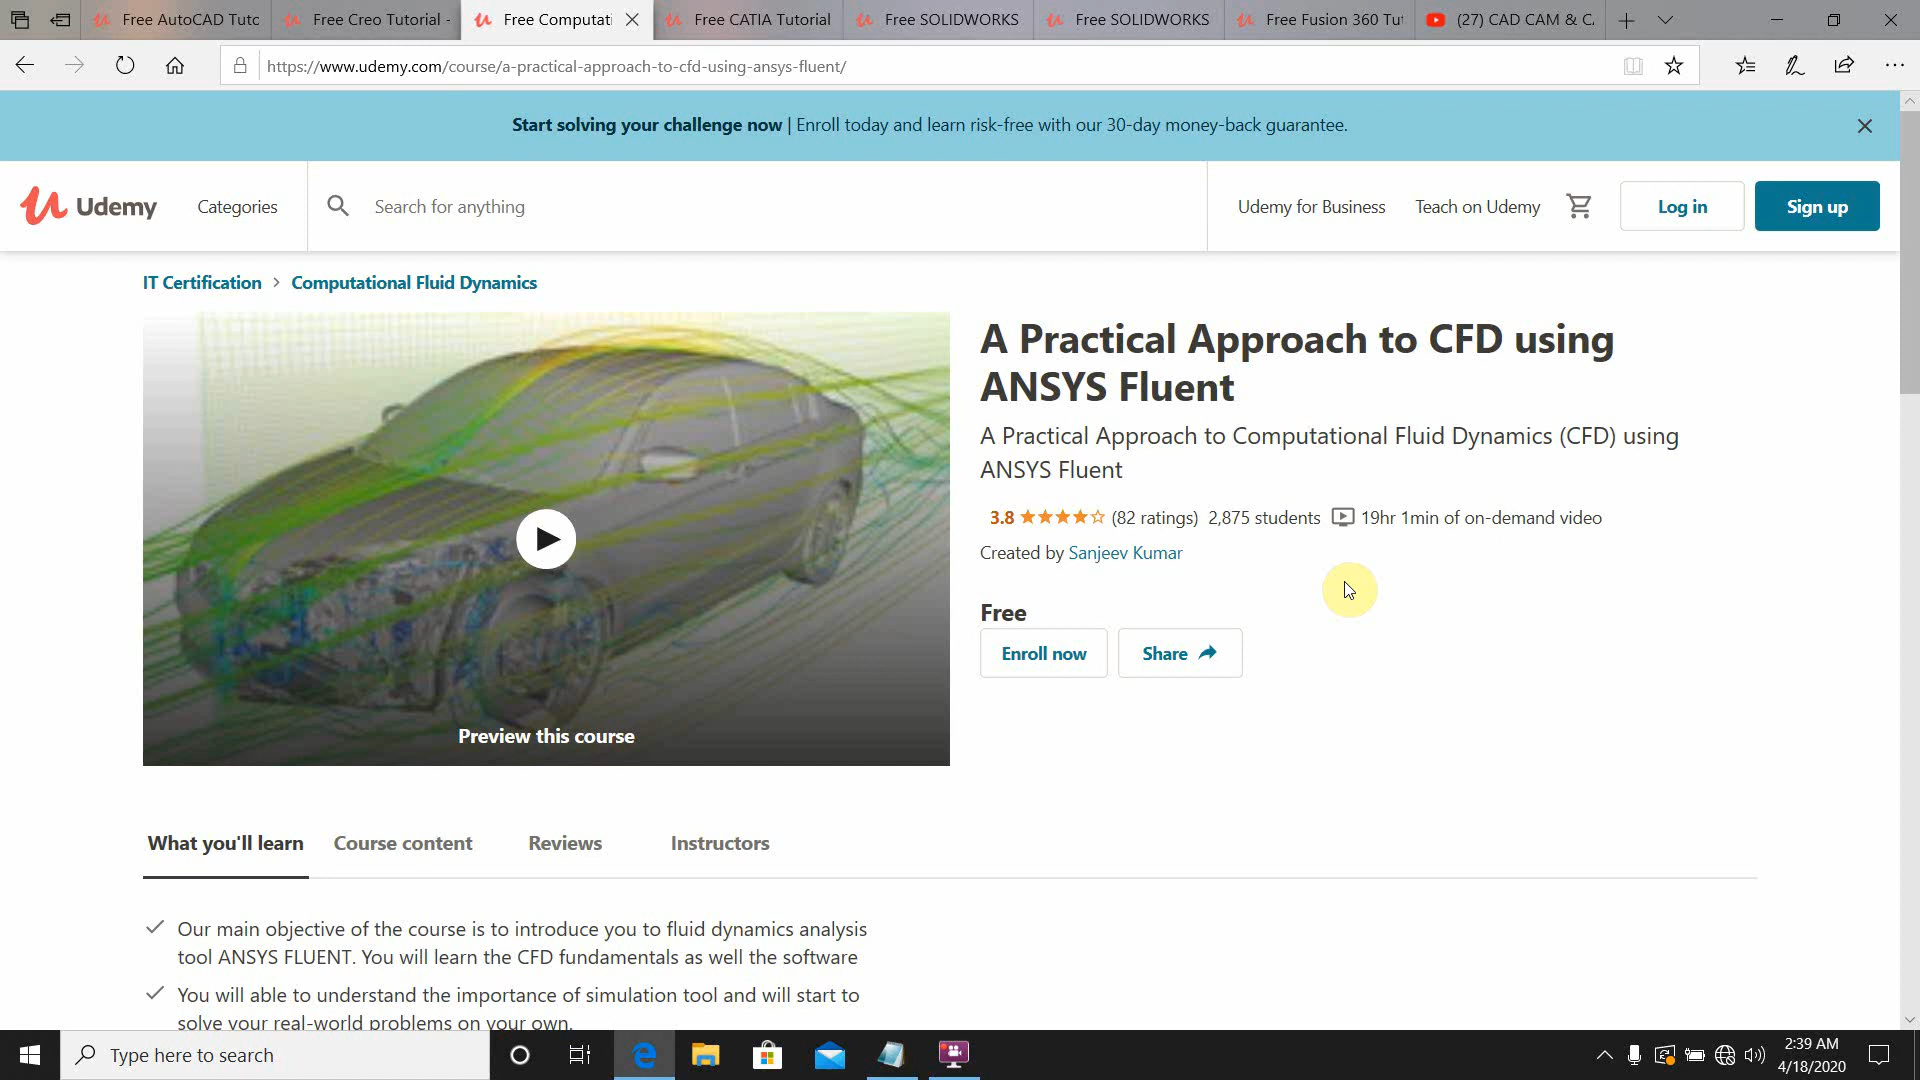 Free AutoCAD Tuto
Free Creo Tutorial -
Free Computati
Free CATIA Tutorial
Free SOLIDWORKS
Free SOLIDWORKS
Free Fusion 360 Tut
(27) CAD CAM & C
https://www.udemy.com/course/a-practical-approach-to-cfd-using-ansys-fluent/
Start solving your challenge now | Enroll today and learn risk-free with our 30-day money-back guarantee.
Udemy
Categories
Search for anything
Udemy for Business
Teach on Udemy
Log in
Sign up
IT Certification > Computational Fluid Dynamics
A Practical Approach to CFD using
ANSYS Fluent
A Practical Approach to Computational Fluid Dynamics (CFD) using
ANSYS Fluent
3.8 (82 ratings) 2,875 students 19hr 1min of on-demand video
Created by Sanjeev Kumar
Free
Enroll now
Share
Preview this course
What you'll learn
Course content
Reviews
Instructors
Our main objective of the course is to introduce you to fluid dynamics analysis
tool ANSYS FLUENT. You will learn the CFD fundamentals as well the software
You will able to understand the importance of simulation tool and will start to
solve your real-world problems on your own.
Type here to search
2:39 AM
4/18/2020